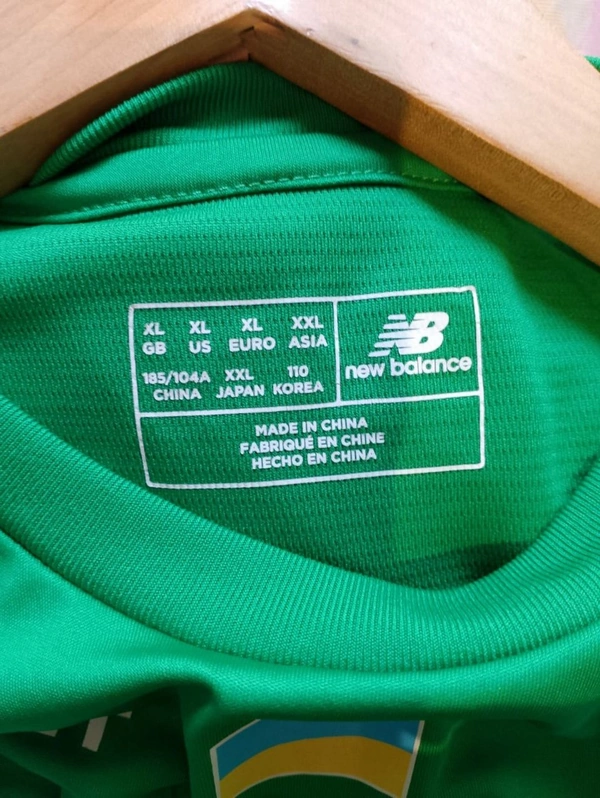 XL XL XL XXL
GB US EURO ASIA
185/104A XXL 110
CHINA JAPAN KOREA
NB
new balance
MADE IN CHINA
FABRIQUÉ EN CHINE
HECHO EN CHINA